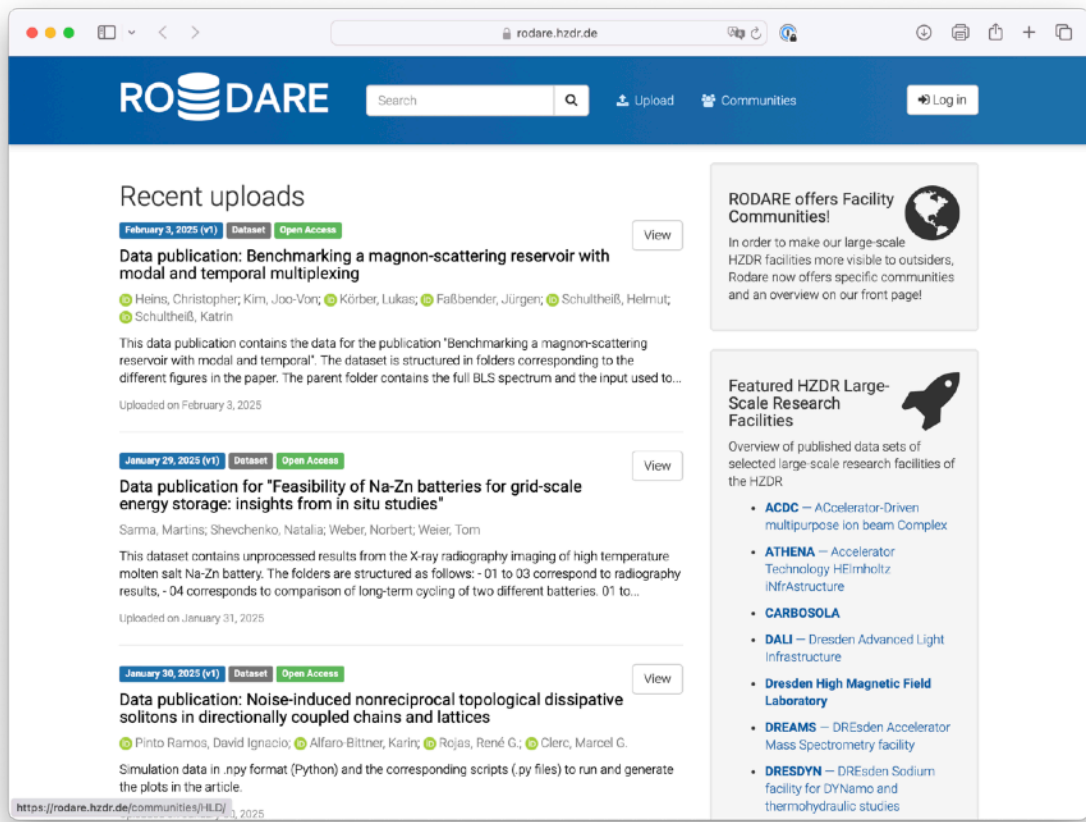 rodare.hzdr.de
RODARE
Search
Upload
Communities
Log in
Recent uploads
February 3, 2025 (v1) Dataset Open Access
View
Data publication: Benchmarking a magnon-scattering reservoir with
modal and temporal multiplexing
Heins, Christopher; Kim, Joo-Von; Körber, Lukas; Faßbender, Jürgen; Schultheiß, Helmut;
Schultheiß, Katrin
This data publication contains the data for the publication "Benchmarking a magnon-scattering
reservoir with modal and temporal". The dataset is structured in folders corresponding to the
different figures in the paper. The parent folder contains the full BLS spectrum and the input used to...
Uploaded on February 3, 2025
January 29, 2025 (v1) Dataset Open Access
View
Data publication for "Feasibility of Na-Zn batteries for grid-scale
energy storage: insights from in situ studies"
Sarma, Martins; Shevchenko, Natalia; Weber, Norbert; Weier, Tom
This dataset contains unprocessed results from the X-ray radiography imaging of high temperature
molten salt Na-Zn battery. The folders are structured as follows: - 01 to 03 correspond to radiography
results, - 04 corresponds to comparison of long-term cycling of two different batteries. 01 to...
Uploaded on January 31, 2025
January 30, 2025 (v1) Dataset Open Access
View
Data publication: Noise-induced nonreciprocal topological dissipative
solitons in directionally coupled chains and lattices
Pinto Ramos, David Ignacio; Alfaro-Bittner, Karin; Rojas, René G.; Clerc, Marcel G.
Simulation data in .npy format (Python) and the corresponding scripts (.py files) to run and generate
the plots in the article.
https://rodare.hzdr.de/communities/HLD/
2025
RODARE offers Facility
Communities!
In order to make our large-scale
HZDR facilities more visible to outsiders,
Rodare now offers specific communities
and an overview on our front page!
Featured HZDR Large-
Scale Research
Facilities
Overview of published data sets of
selected large-scale research facilities of
the HZDR
• ACDC — ACcelerator-Driven
multipurpose ion beam Complex
• ATHENA — Accelerator
Technology HElmholtz
iNfrAstructure
• CARBOSOLA
• DALI — Dresden Advanced Light
Infrastructure
• Dresden High Magnetic Field
Laboratory
• DREAMS — DREsden Accelerator
Mass Spectrometry facility
• DRESDYN — DREsden Sodium
facility for DYNamo and
thermohydraulic studies